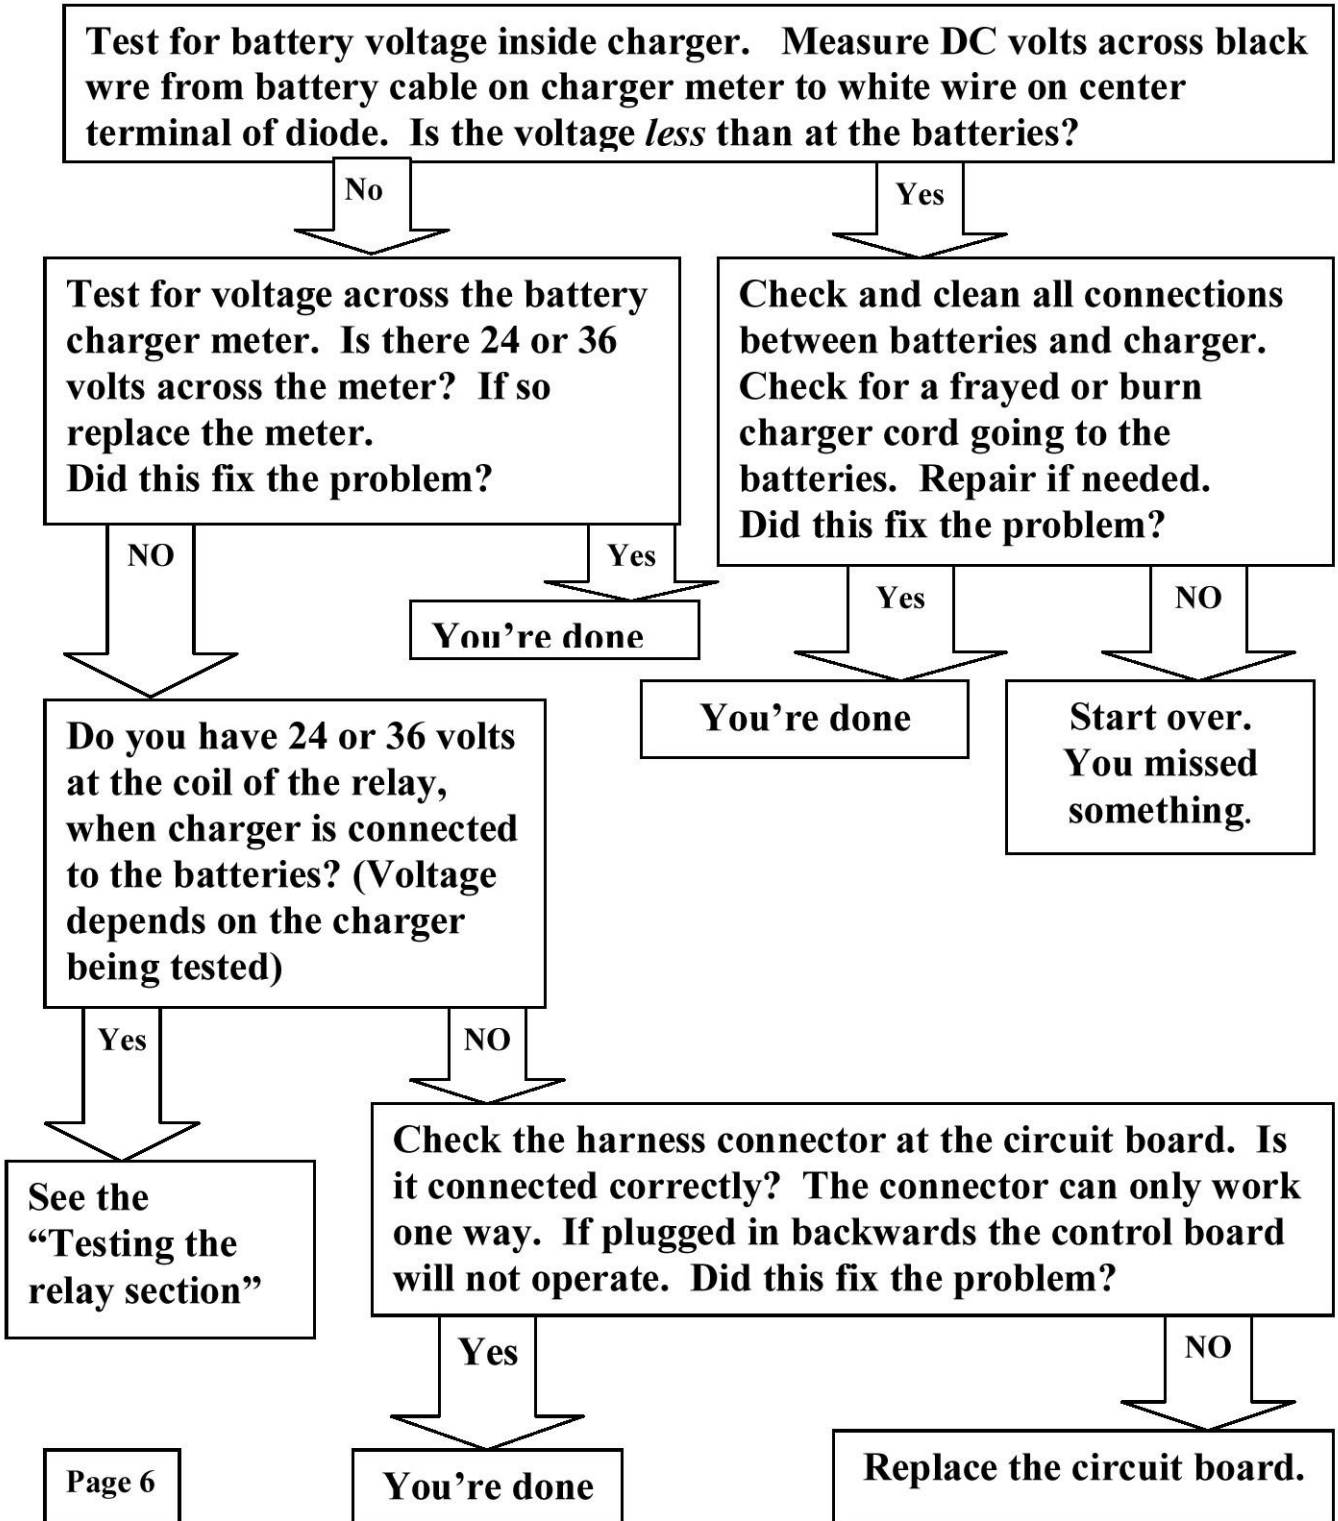 Test for battery voltage inside charger.   Measure DC volts across black
wre from battery cable on charger meter to white wire on center
terminal of diode.  Is the voltage less than at the batteries?
No
Yes
Test for voltage across the battery
charger meter.  Is there 24 or 36
volts across the meter?  If so
replace the meter.
Did this fix the problem?
Check and clean all connections
between batteries and charger.
Check for a frayed or burn
charger cord going to the
batteries.  Repair if needed.
Did this fix the problem?
NO
Yes
You're done
Yes
NO
You're done
Start over.
You missed
something.
Do you have 24 or 36 volts
at the coil of the relay,
when charger is connected
to the batteries? (Voltage
depends on the charger
being tested)
Yes
NO
See the
“Testing the
relay section”
Check the harness connector at the circuit board.  Is
it connected correctly?  The connector can only work
one way.  If plugged in backwards the control board
will not operate.  Did this fix the problem?
Yes
NO
You're done
Replace the circuit board.
Page 6